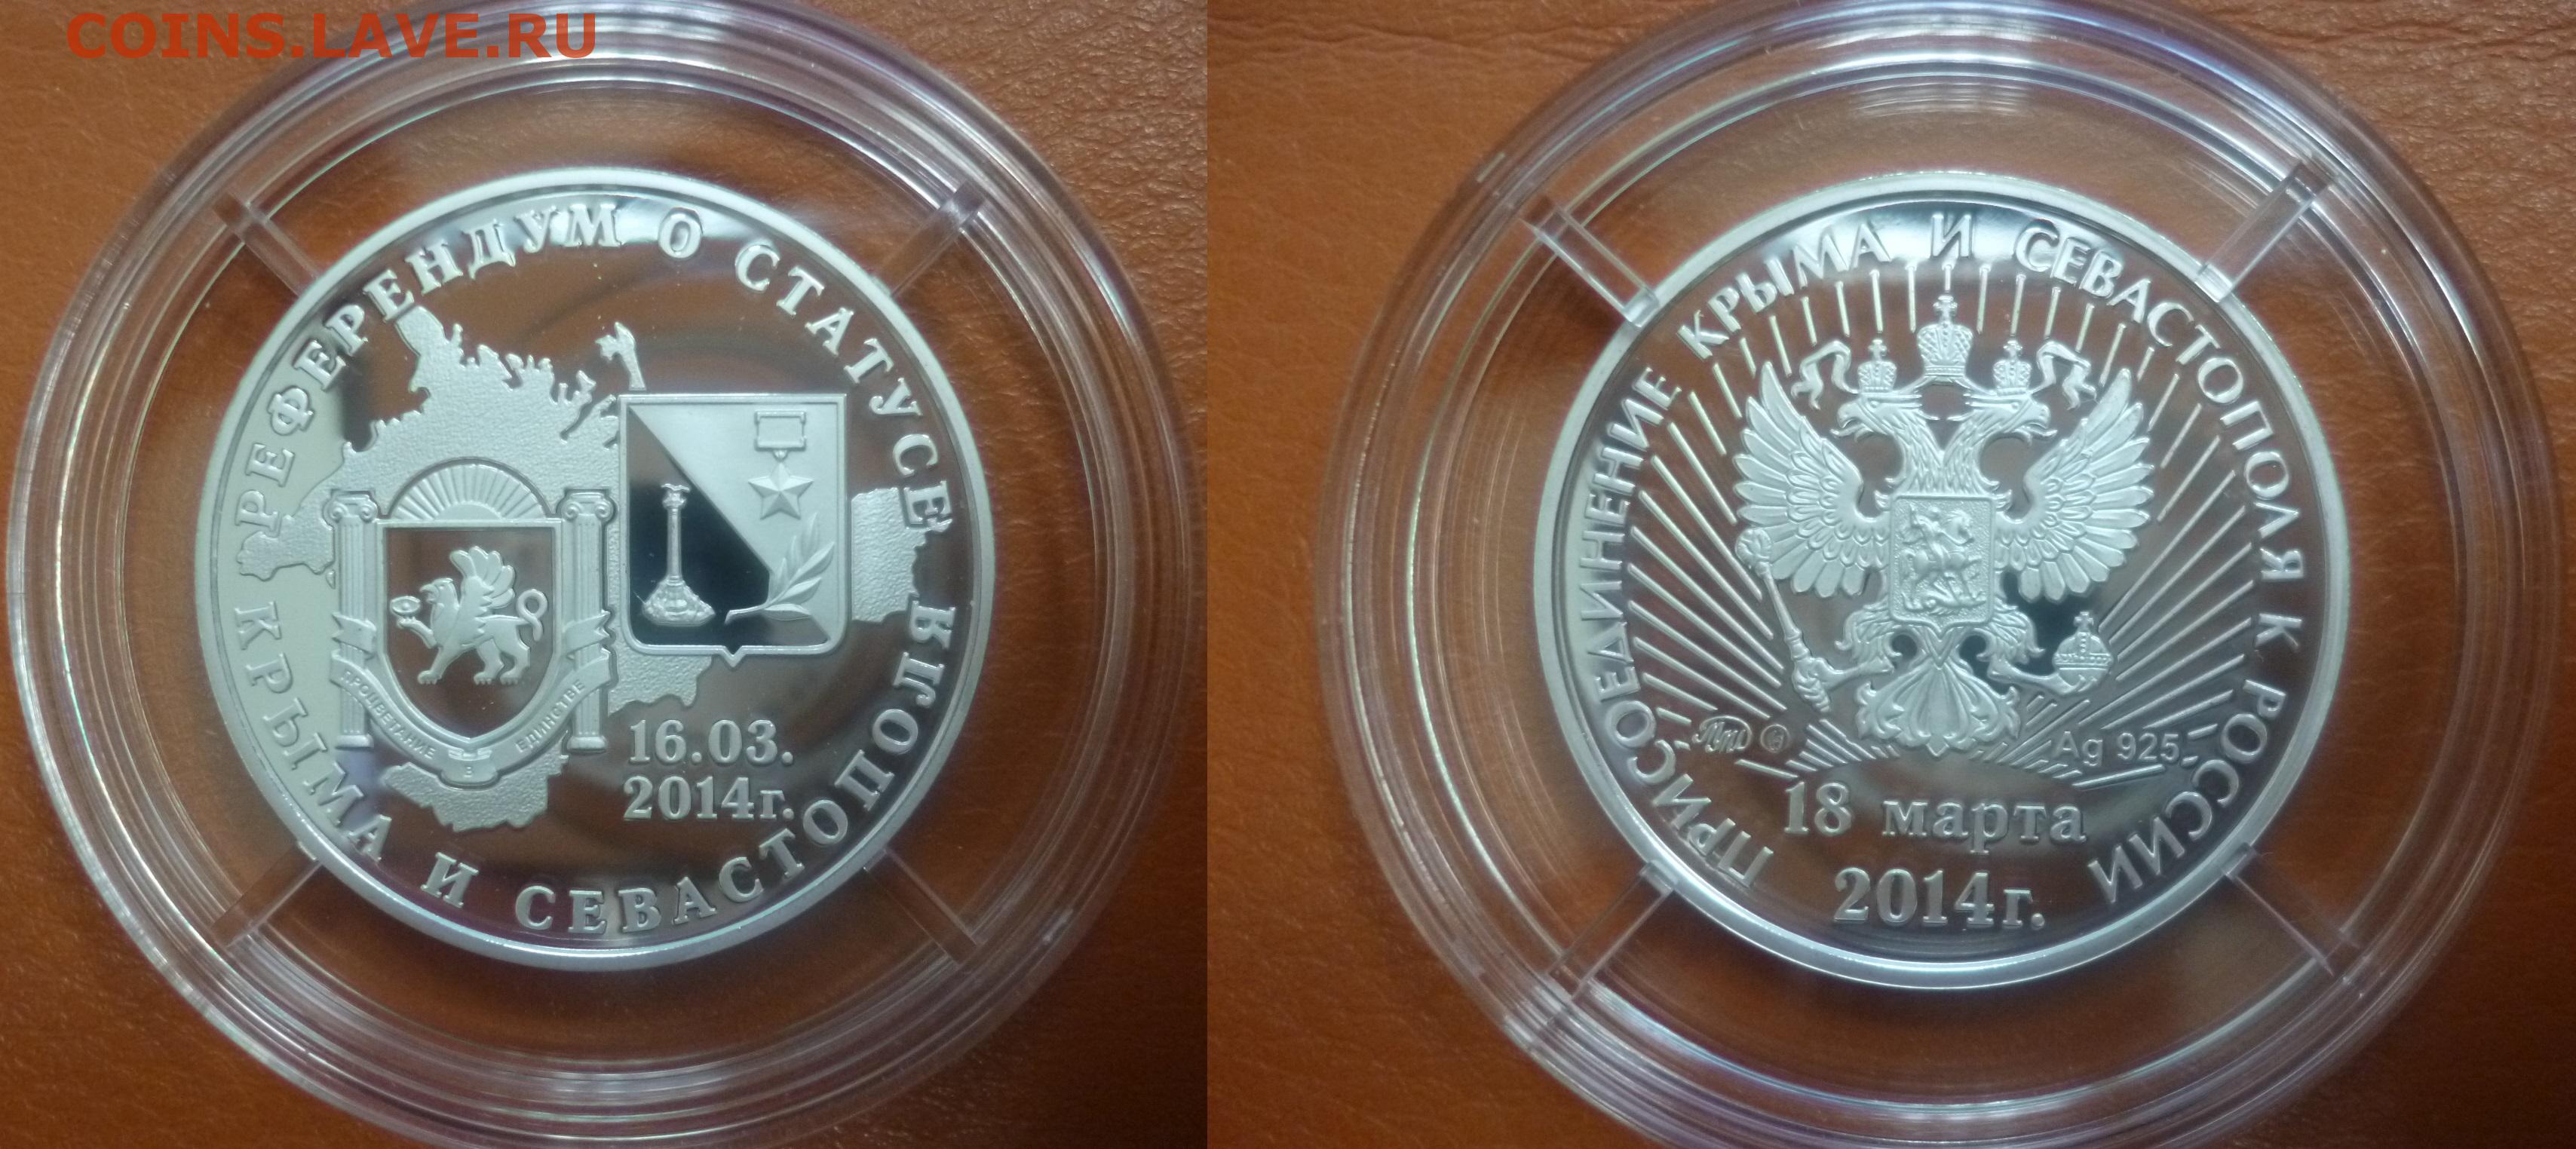 COINS.LAVE.RU
РЕФЕРЕНДУМ О СТАТУСЕ
КРЫМА И СЕВАСТОПОЛЯ
ПРОЦВЕТАНИЕ В ЕДИНСТВЕ
16.03.
2014г.
ПРИСОЕДИНЕНИЕ КРЫМА И СЕВАСТОПОЛЯ К РОССИИ
ММД
Ag 925
18 марта
2014г.